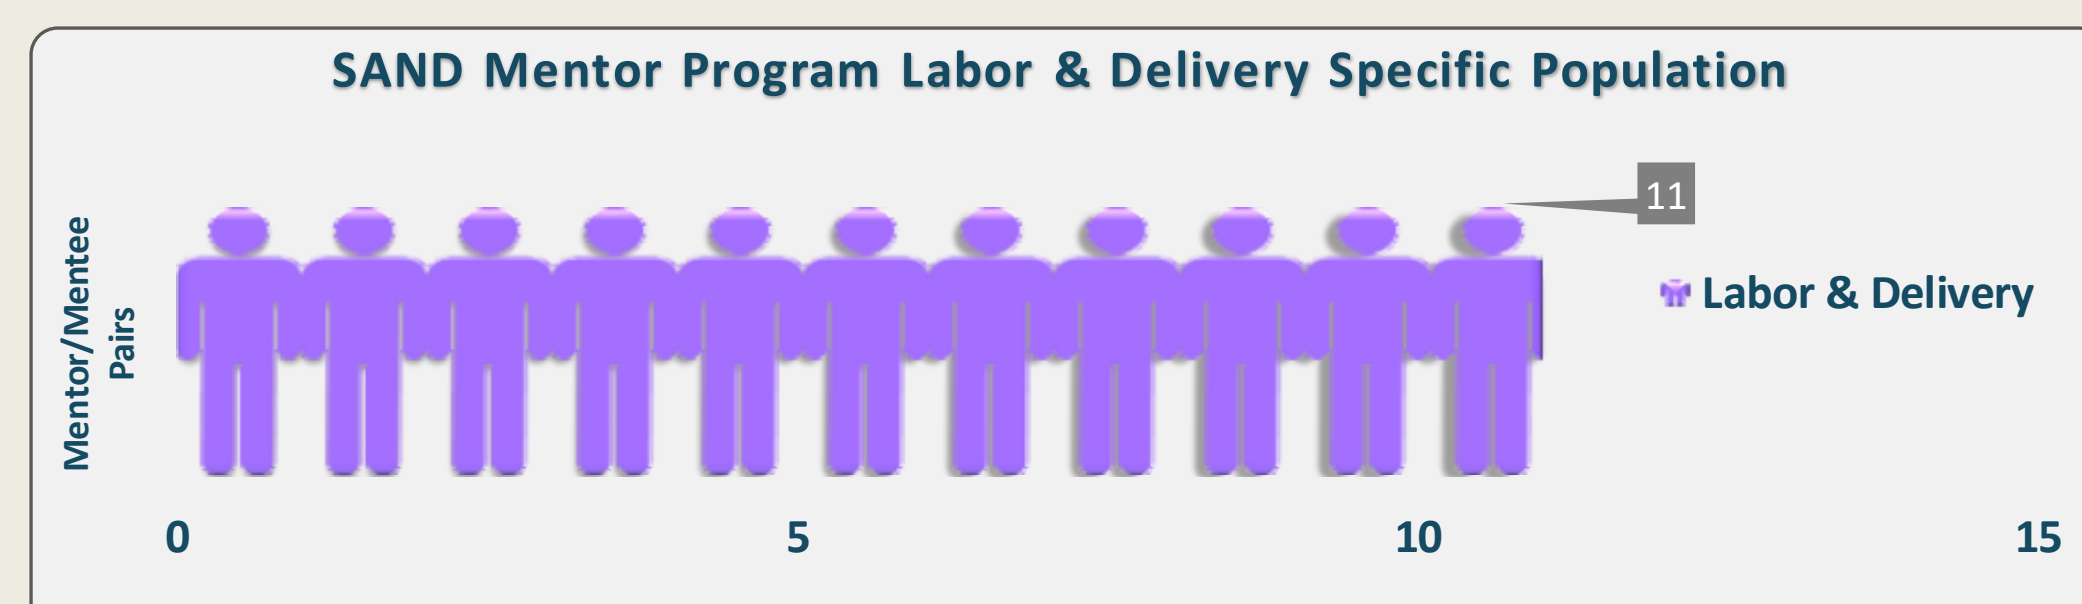 SAND Mentor Program Labor & Delivery Specific Population
11
Mentor/Mentee
Pairs
Labor & Delivery
0 5 10 15